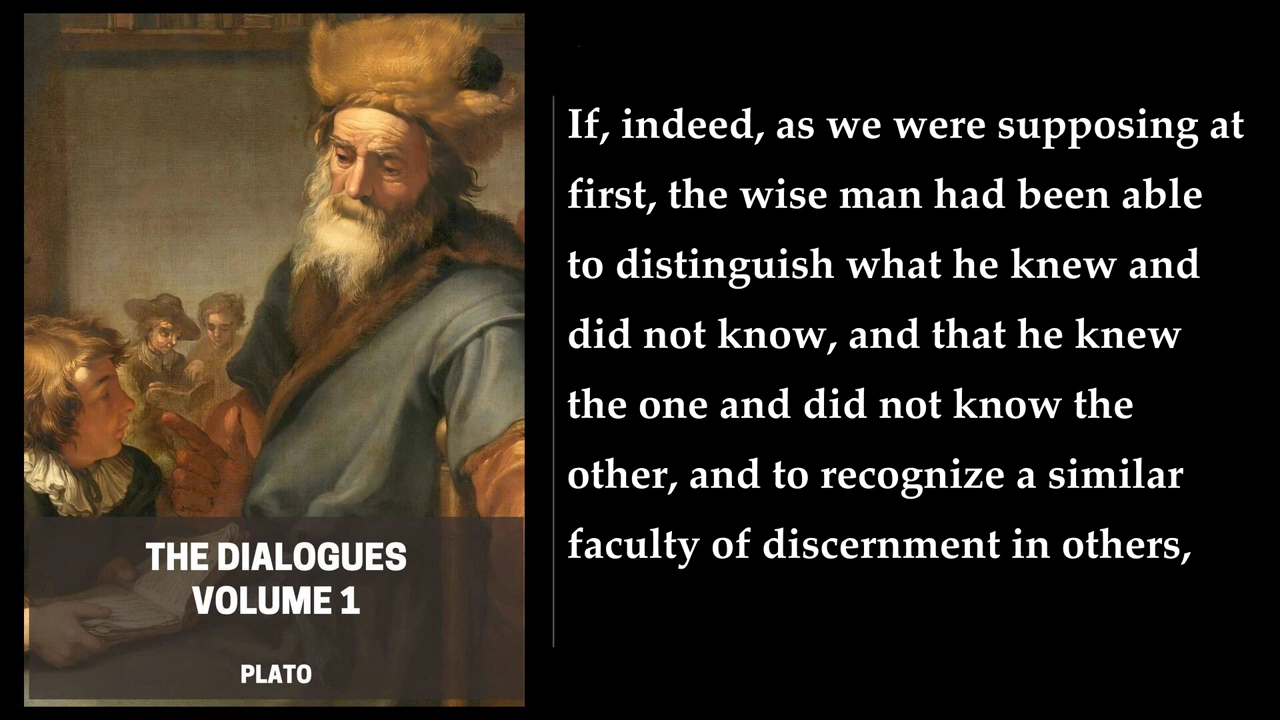 THE DIALOGUES
VOLUME 1
PLATO
If, indeed, as we were supposing at
first, the wise man had been able
to distinguish what he knew and
did not know, and that he knew
the one and did not know the
other, and to recognize a similar
faculty of discernment in others,